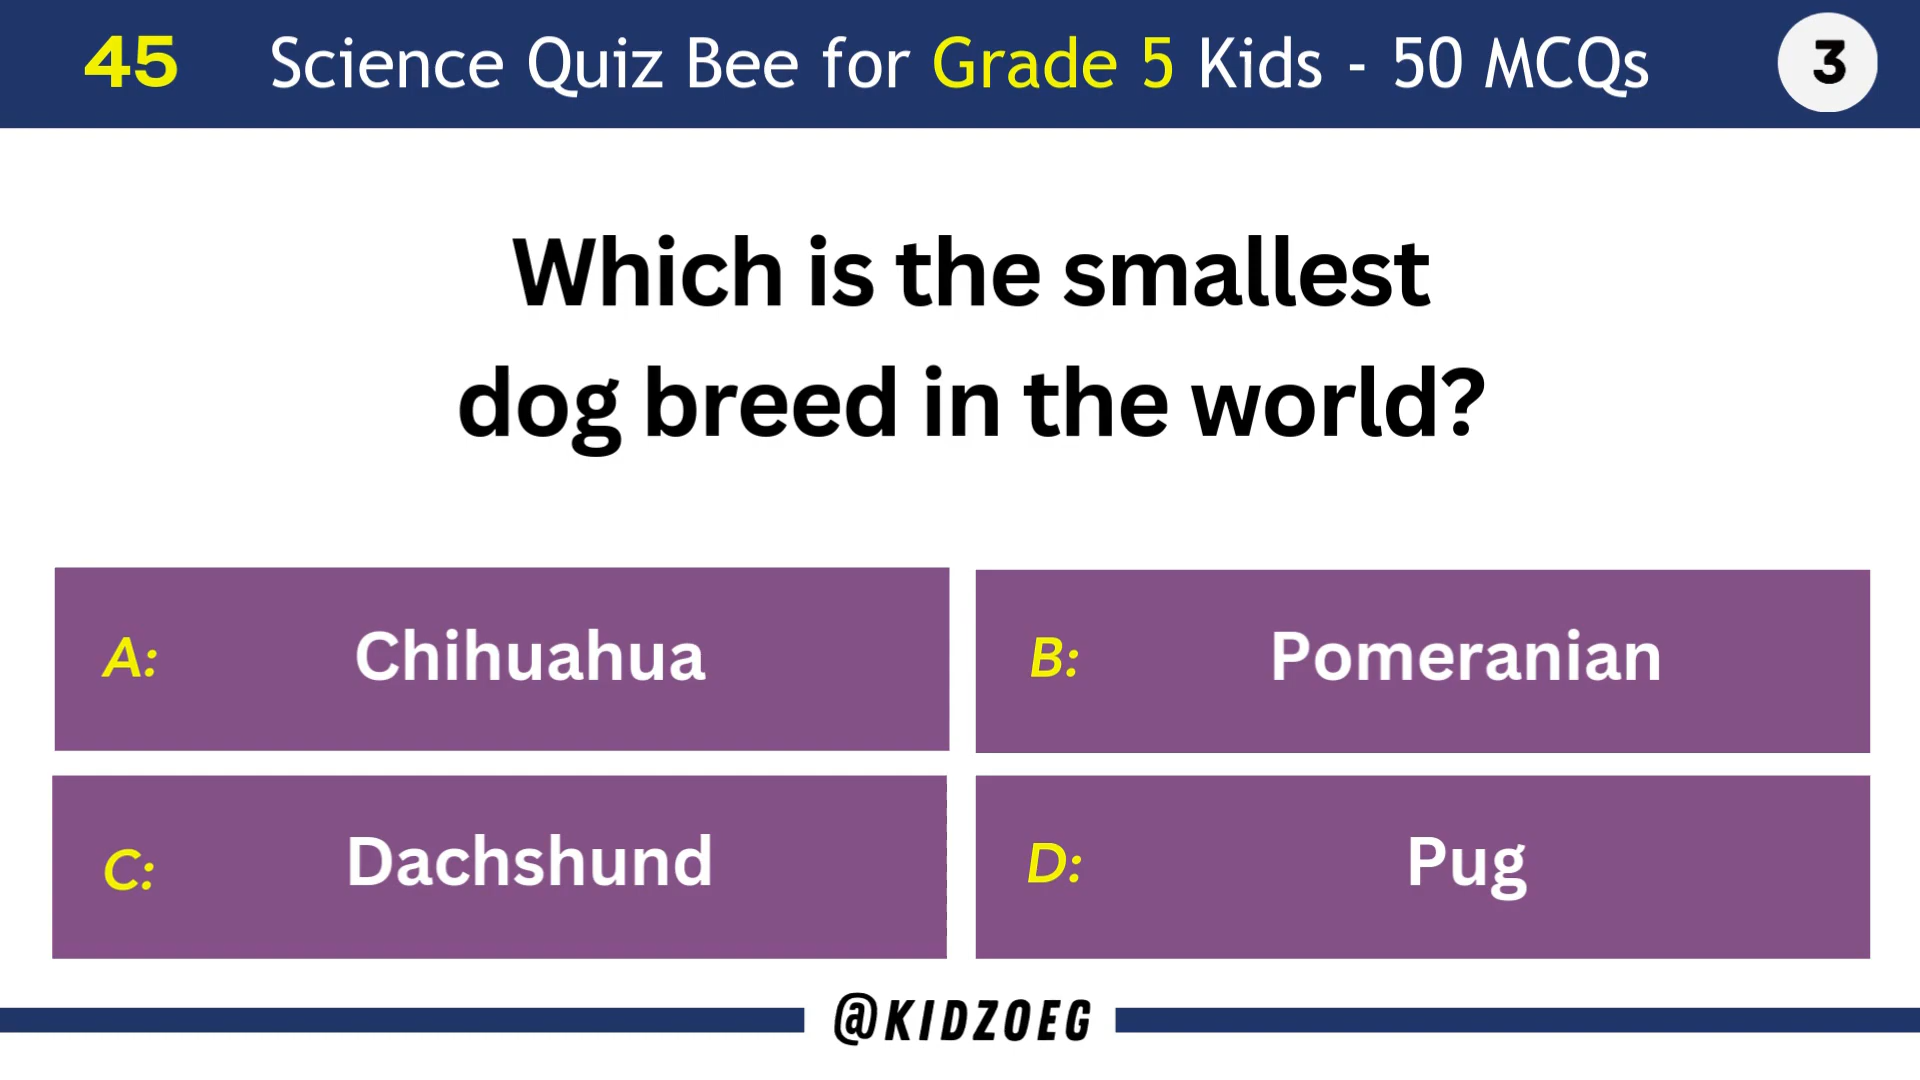 45 Science Quiz Bee for Grade 5 Kids - 50 MCQs 3
Which is the smallest
dog breed in the world?
A: Chihuahua
B: Pomeranian
C: Dachshund
D: Pug
@KIDZOEG